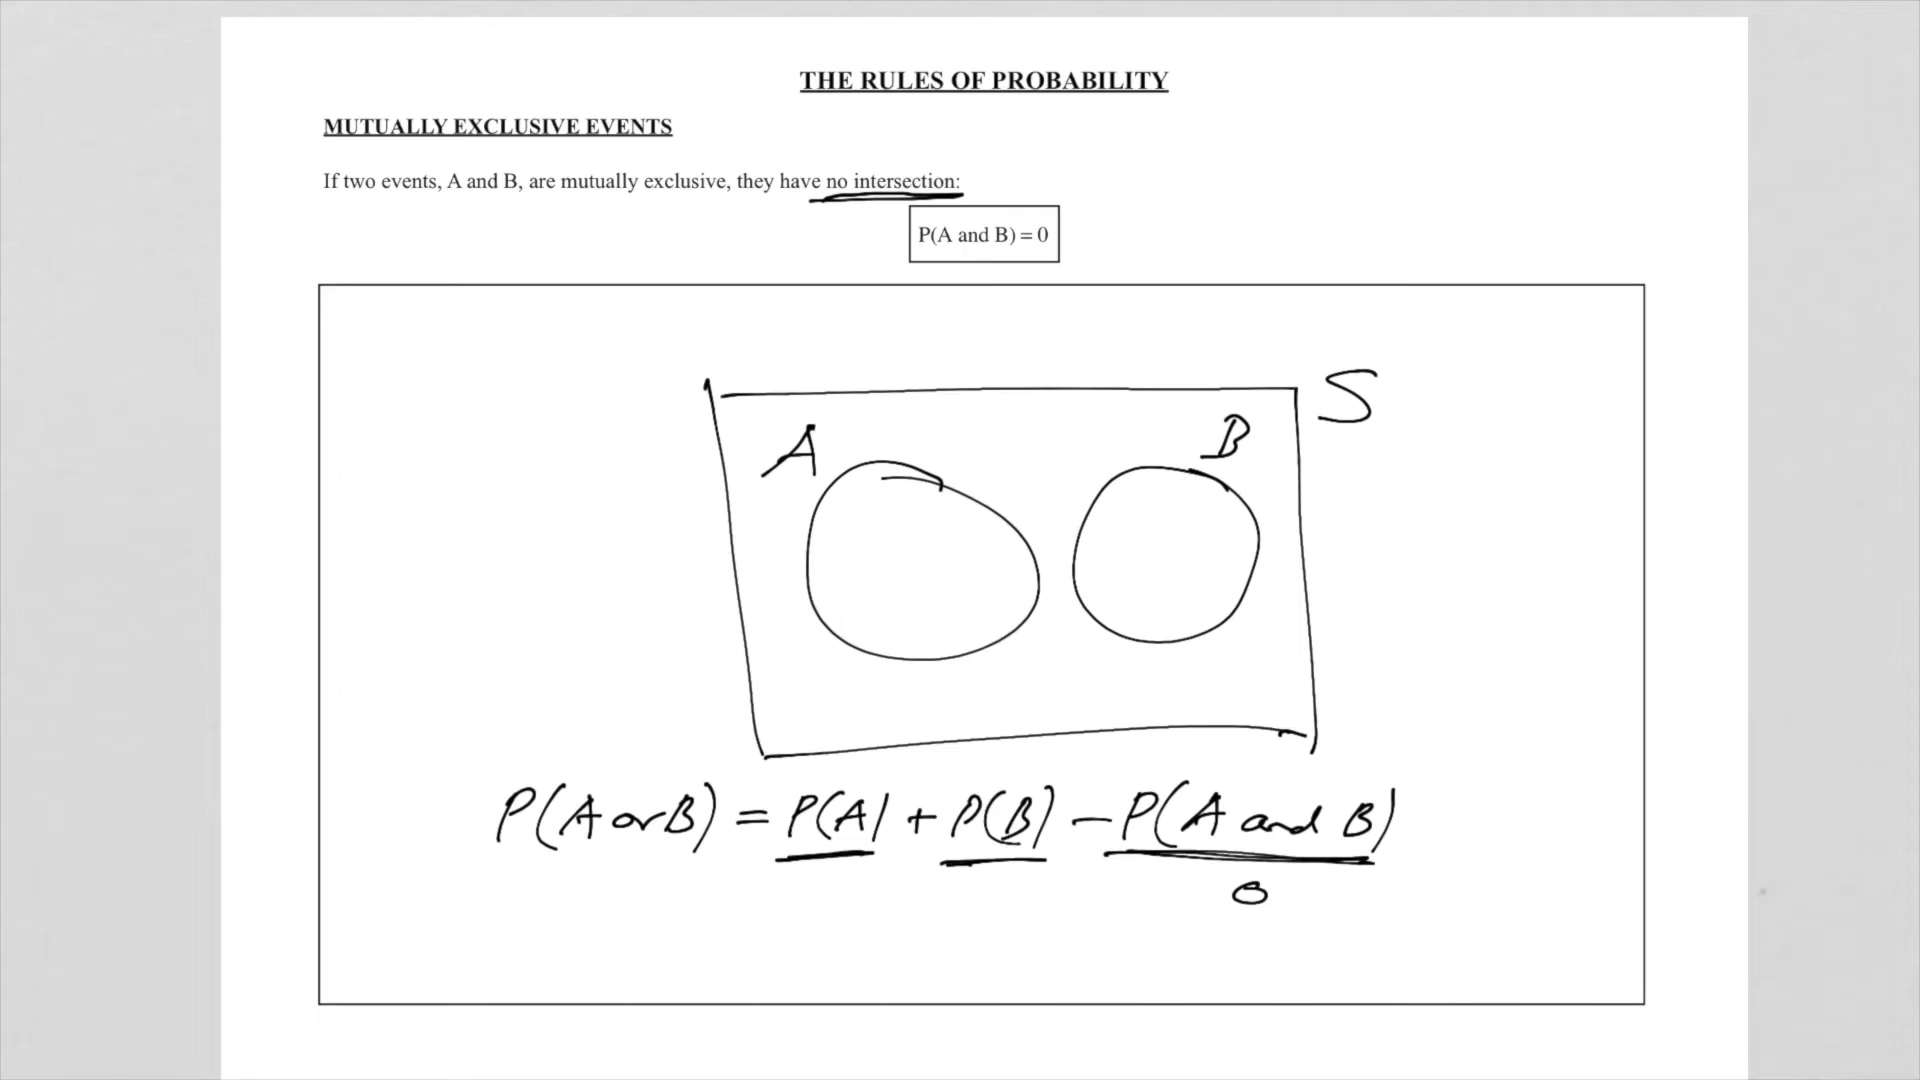 THE RULES OF PROBABILITY
MUTUALLY EXCLUSIVE EVENTS
If two events, A and B, are mutually exclusive, they have no intersection:
P(A and B) = 0
S
A
B
P(A or B) = P(A) + P(B) - P(A and B)
0